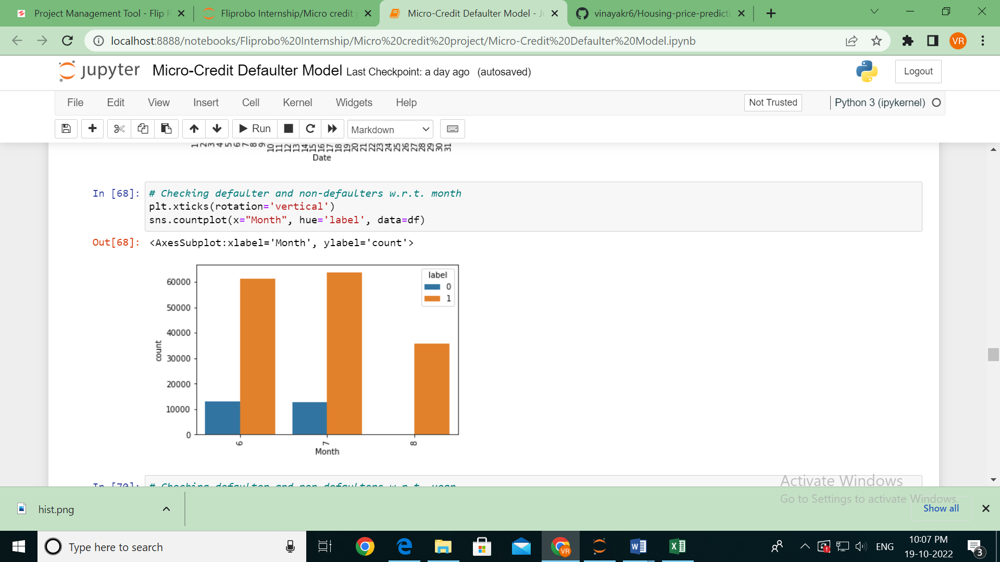 Project Management Tool - Flip R
Fliprobo Internship/Micro credit p
Micro-Credit Defaulter Model - Ju
vinayakr6/Housing-price-predicti
localhost:8888/notebooks/Fliprobo%20Internship/Micro%20credit%20project/Micro-Credit%20Defaulter%20Model.ipynb
VR
jupyter Micro-Credit Defaulter Model Last Checkpoint: a day ago (autosaved)
Logout
File Edit View Insert Cell Kernel Widgets Help
Not Trusted
Python 3 (ipykernel)
Run
Markdown
1 2 3 4 5 6 7 8 9 10 11 12 13 14 15 16 17 18 19 20 21 22 23 24 25 26 27 28 29 30 31
Date
In [68]: # Checking defaulter and non-defaulters w.r.t. month
plt.xticks(rotation='vertical')
sns.countplot(x="Month", hue='label', data=df)
Out[68]: <AxesSubplot:xlabel='Month', ylabel='count'>
label
0
1
60000
50000
40000
30000
20000
10000
0
count
6 7 8
Month
In [70]: # Checking defaulter and non-defaulters w.r.t. year
Activate Windows
Go to Settings to activate Windows.
hist.png
Show all
Type here to search
VR
ENG
10:07 PM
19-10-2022
3